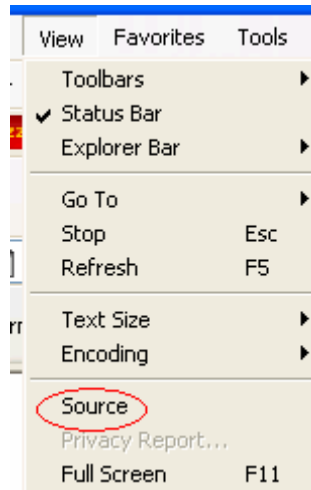 View Favorites Tools
Toolbars
Status Bar
Explorer Bar
Go To
Stop Esc
Refresh F5
Text Size
Encoding
Source
Privacy Report...
Full Screen F11